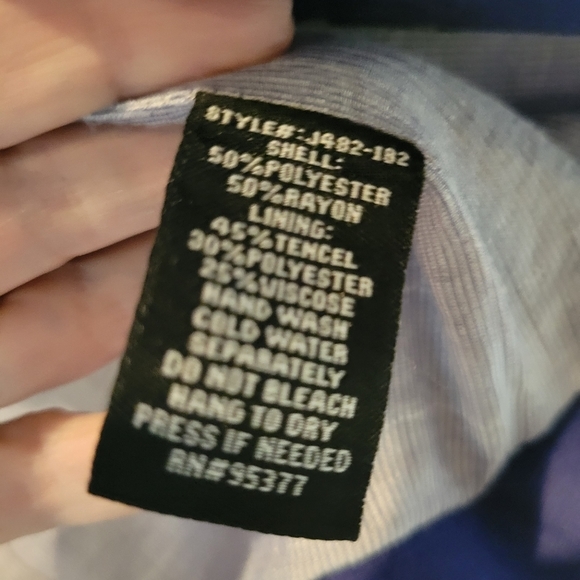 STYLE#:J482-182
SHELL:
50%POLYESTER
50%RAYON
LINING:
45%TENCEL
30%POLYESTER
25%VISCOSE
HAND WASH
COLD WATER
SEPARATELY
DO NOT BLEACH
HANG TO DRY
PRESS IF NEEDED
RN#95377